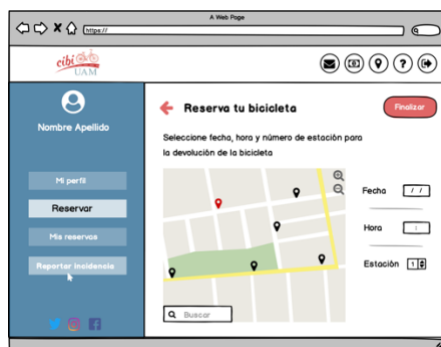 A Web Page
https://
cibi
UAM
Nombre Apellido
Mi perfil
Reservar
Mis reservas
Reportar incidencia
Reserva tu bicicleta
Finalizar
Seleccione fecha, hora y número de estación para
la devolución de la bicicleta
Fecha / /
Hora :
Estación 1
Buscar